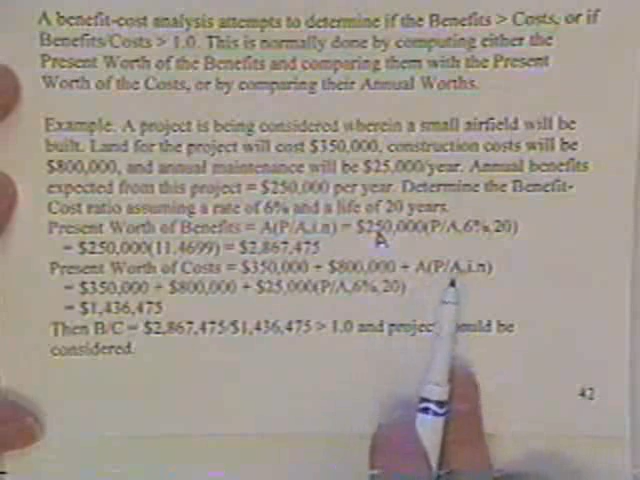 A benefit-cost analysis attempts to determine if the Benefits > Costs, or if
Benefits/Costs > 1.0. This is normally done by computing either the
Present Worth of the Benefits and comparing them with the Present
Worth of the Costs, or by comparing their Annual Worths.
Example. A project is being considered wherein a small airfield will be
built. Land for the project will cost $350,000, construction costs will be
$800,000, and annual maintenance will be $25,000/year. Annual benefits
expected from this project = $250,000 per year. Determine the Benefit-
Cost ratio assuming a rate of 6% and a life of 20 years.
Present Worth of Benefits = A(P/A,i,n) = $250,000(P/A,6%,20)
A
= $250,000(11.4699) = $2,867,475
Present Worth of Costs = $350,000 + $800,000 + A(P/A,i,n)
= $350,000 + $800,000 + $25,000(P/A,6%,20)
= $1,436,475
Then B/C = $2,867,475/$1,436,475 > 1.0 and project be
considered.
42